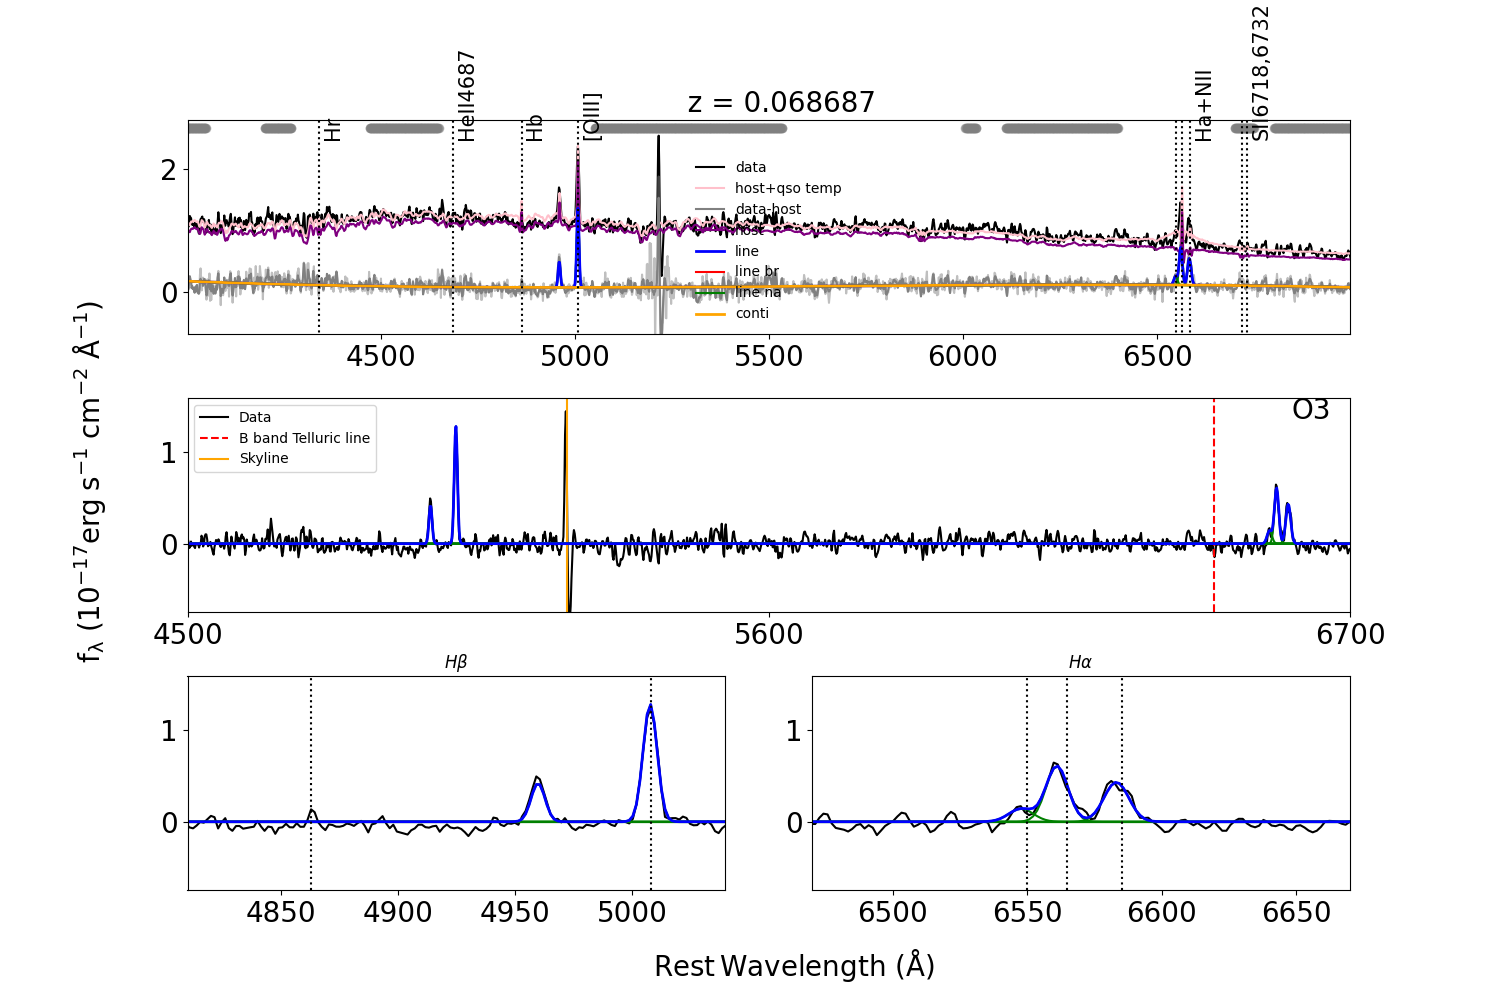 z = 0.068687
Hr
HeII4687
Hb
[OIII]
Ha+NII
SII6718,6732
data
host+qso temp
data-host
host
line
line br
line na
conti
2
0
4500
5000
5500
6000
6500
Data
B band Telluric line
Skyline
O3
1
0
4500
5600
6700
fλ (10⁻¹⁷erg s⁻¹ cm⁻² Å⁻¹)
Hβ
1
0
4850
4900
4950
5000
Hα
1
0
6500
6550
6600
6650
Rest Wavelength (Å)